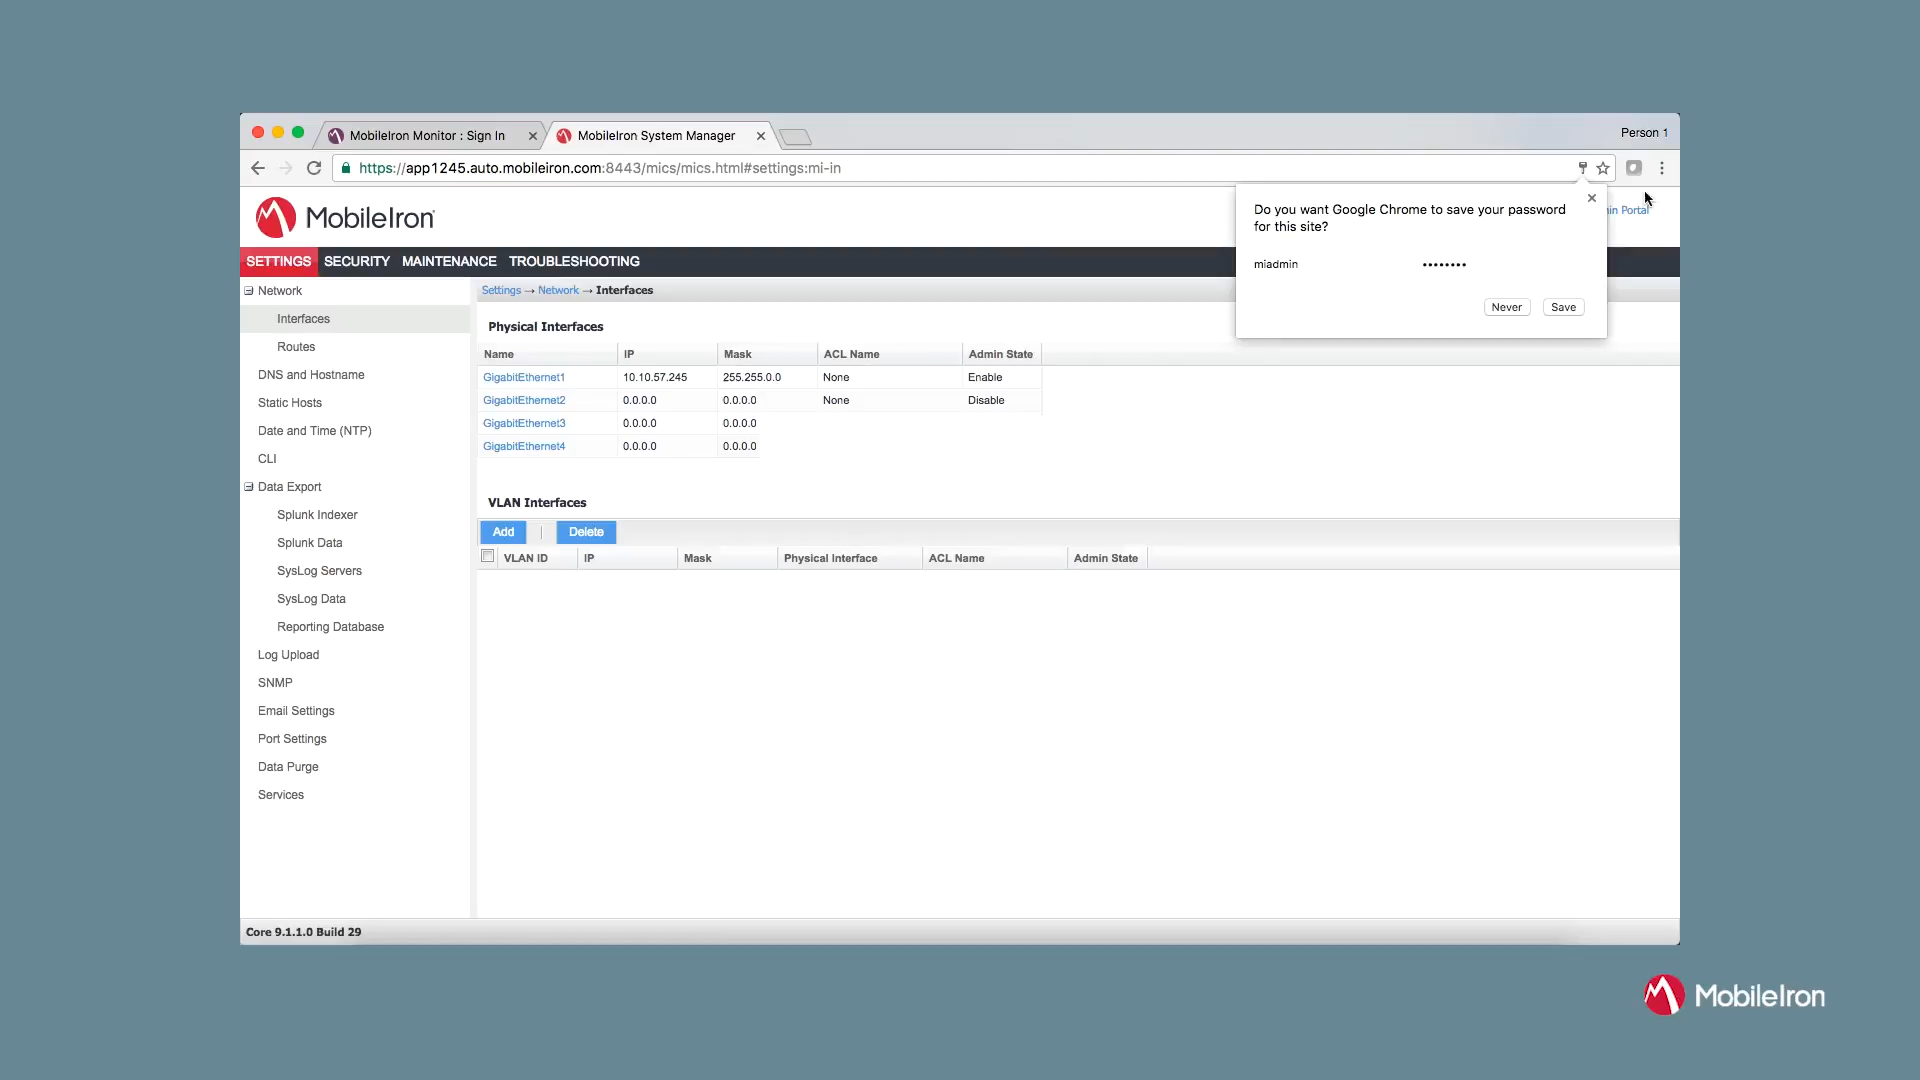 MobileIron Monitor : Sign In
MobileIron System Manager
Person 1
https://app1245.auto.mobileiron.com:8443/mics/mics.html#settings:mi-in
MobileIron
Do you want Google Chrome to save your password
for this site?
miadmin ••••••••
Never Save
Portal
SETTINGS SECURITY MAINTENANCE TROUBLESHOOTING
Network
Interfaces
Routes
DNS and Hostname
Static Hosts
Date and Time (NTP)
CLI
Data Export
Splunk Indexer
Splunk Data
SysLog Servers
SysLog Data
Reporting Database
Log Upload
SNMP
Email Settings
Port Settings
Data Purge
Services
Settings → Network → Interfaces
Physical Interfaces
Name IP Mask ACL Name Admin State
GigabitEthernet1 10.10.57.245 255.255.0.0 None Enable
GigabitEthernet2 0.0.0.0 0.0.0.0 None Disable
GigabitEthernet3 0.0.0.0 0.0.0.0
GigabitEthernet4 0.0.0.0 0.0.0.0
VLAN Interfaces
Add | Delete
VLAN ID IP Mask Physical Interface ACL Name Admin State
Core 9.1.1.0 Build 29
MobileIron